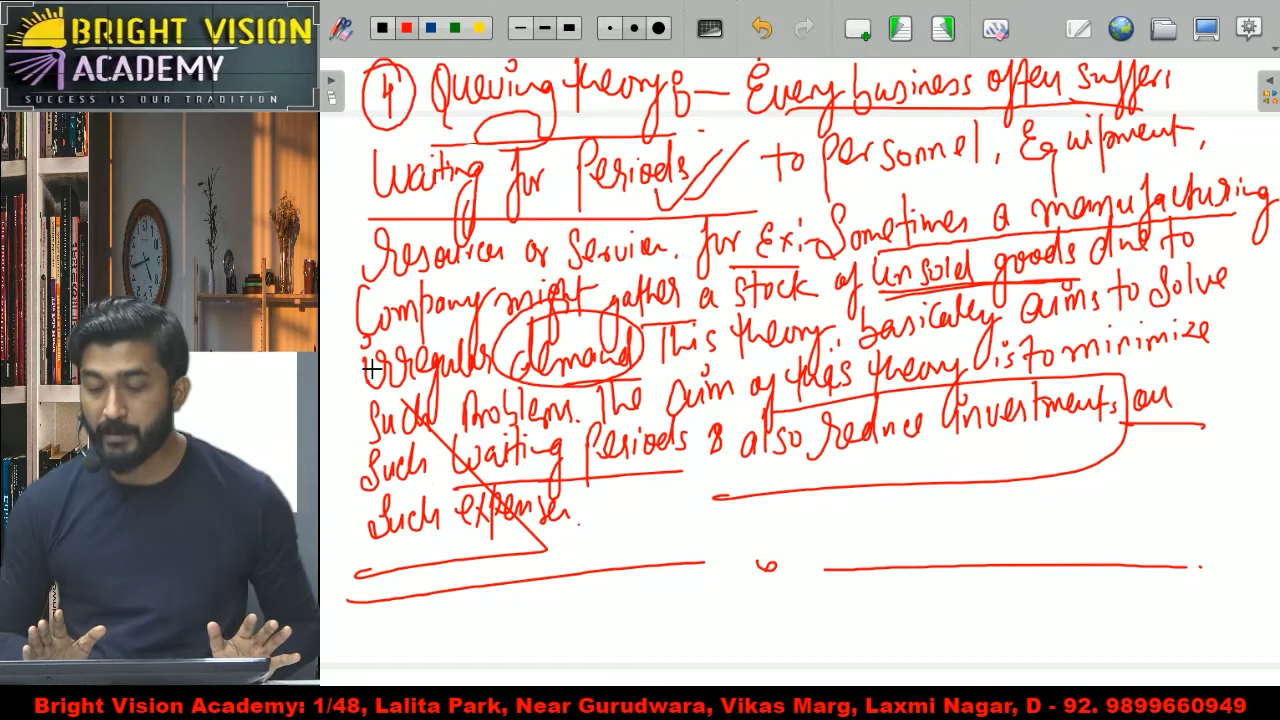 BRIGHT VISION
ACADEMY
SUCCESS IS OUR TRADITION
4 Queuing theory :- Every business often suffers
Waiting for Periods to Personnel, Equipment,
Resources or Service. For Ex:- Sometimes a manufacturing
Company might gather a stock of unsold goods due to
irregular demand This theory, basically aims to solve
Such Problems. The Aim of this theory is to minimize
Such Waiting Periods & also reduce investments on
Such expenses.
Bright Vision Academy: 1/48, Lalita Park, Near Gurudwara, Vikas Marg, Laxmi Nagar, D - 92. 9899660949